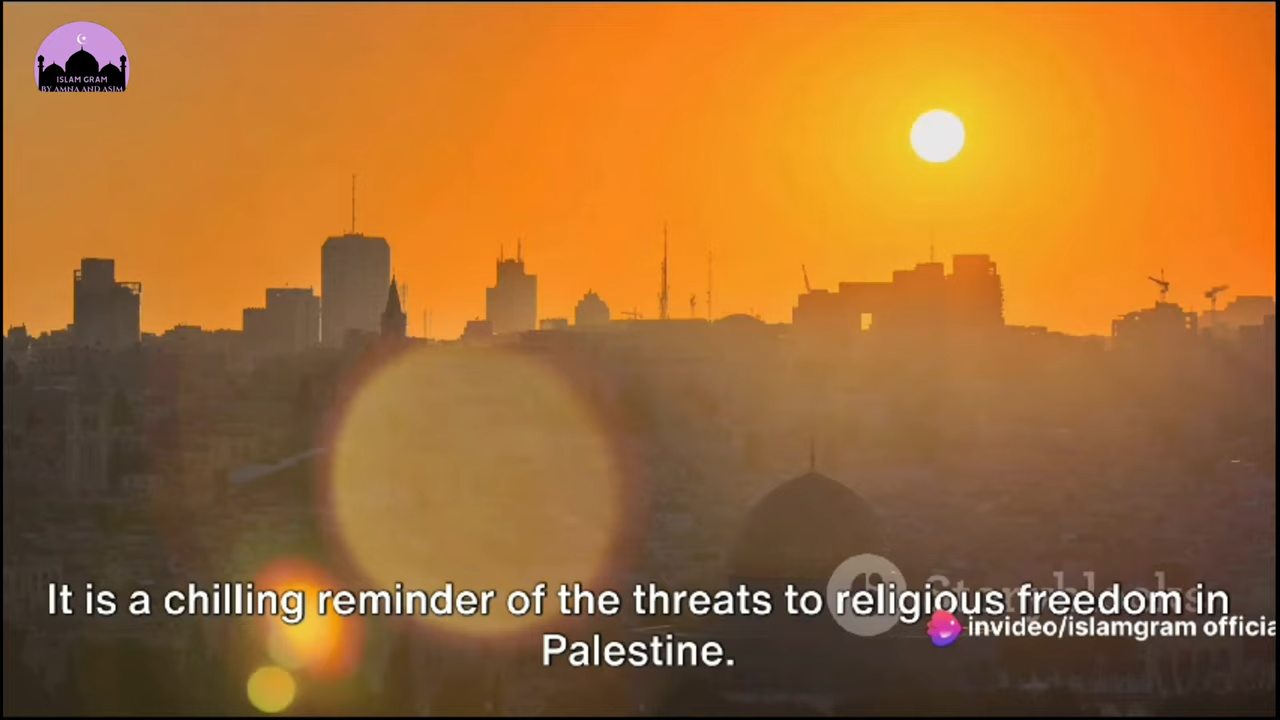 ISLAM GRAM
BY AMNA AND ASIM
It is a chilling reminder of the threats to religious freedom in
Storyblocks
invideo/islamgram officia
Palestine.